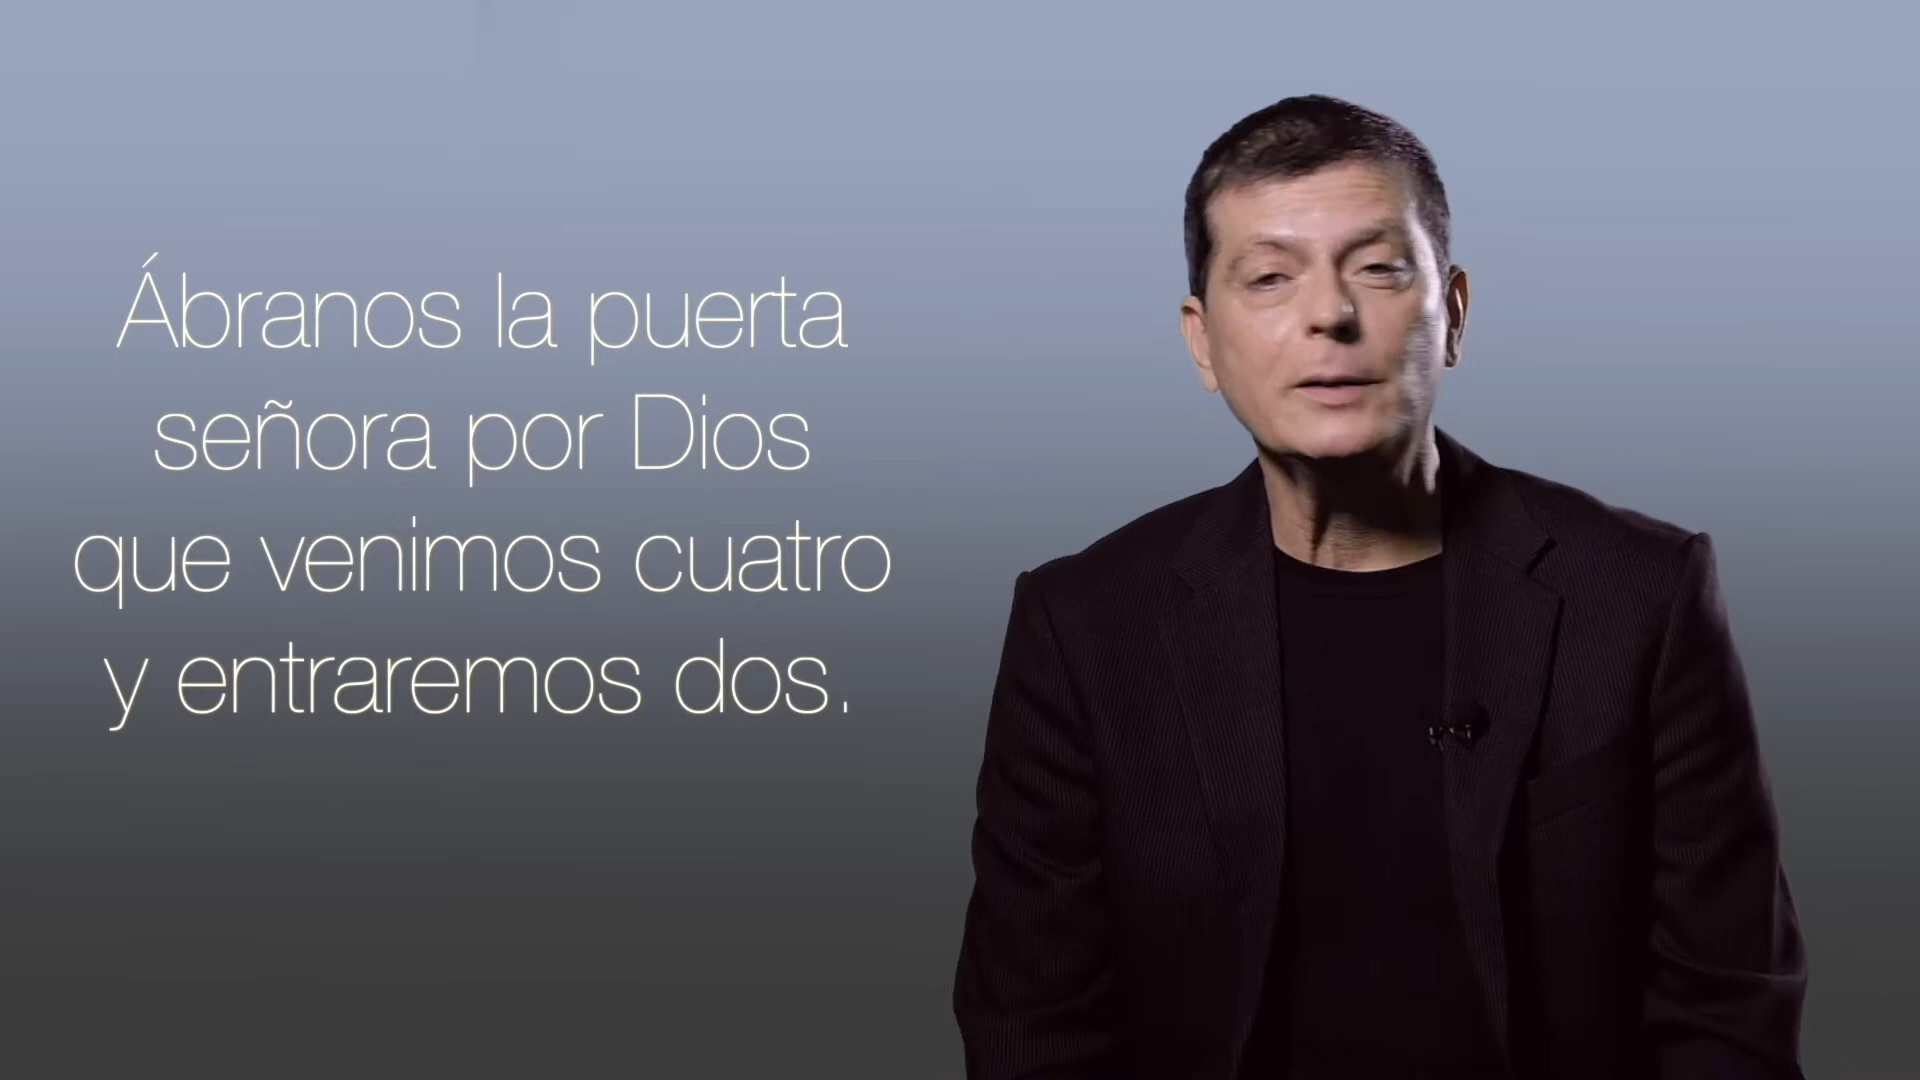 Ábranos la puerta
señora por Dios
que venimos cuatro
y entraremos dos.